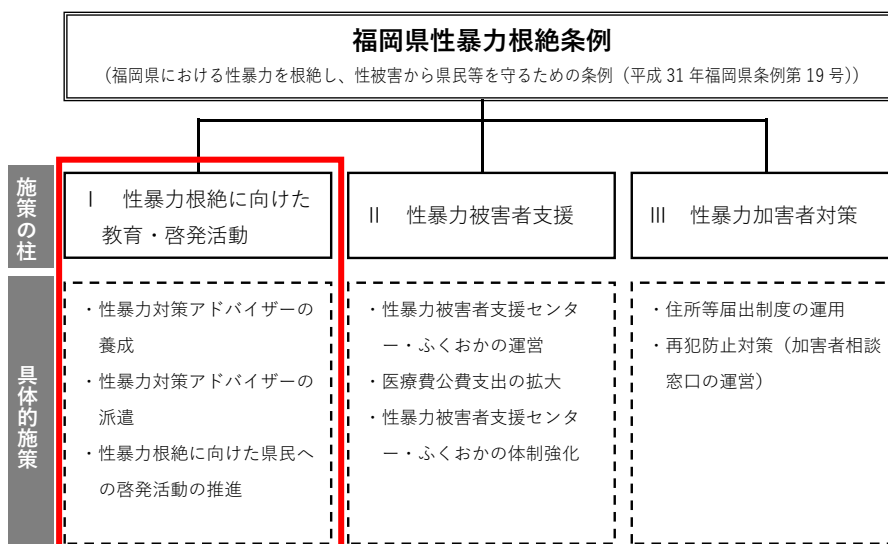 福岡県性暴力根絶条例
(福岡県における性暴力を根絶し、性被害から県民等を守るための条例(平成 31 年福岡県条例第 19 号))
施策の柱
Ⅰ 性暴力根絶に向けた
教育・啓発活動
Ⅱ 性暴力被害者支援
Ⅲ 性暴力加害者対策
具体的施策
・性暴力対策アドバイザーの
養成
・性暴力対策アドバイザーの
派遣
・性暴力根絶に向けた県民へ
の啓発活動の推進
・性暴力被害者支援センタ
ー・ふくおかの運営
・医療費公費支出の拡大
・性暴力被害者支援センタ
ー・ふくおかの体制強化
・住所等届出制度の運用
・再犯防止対策(加害者相談
窓口の運営)